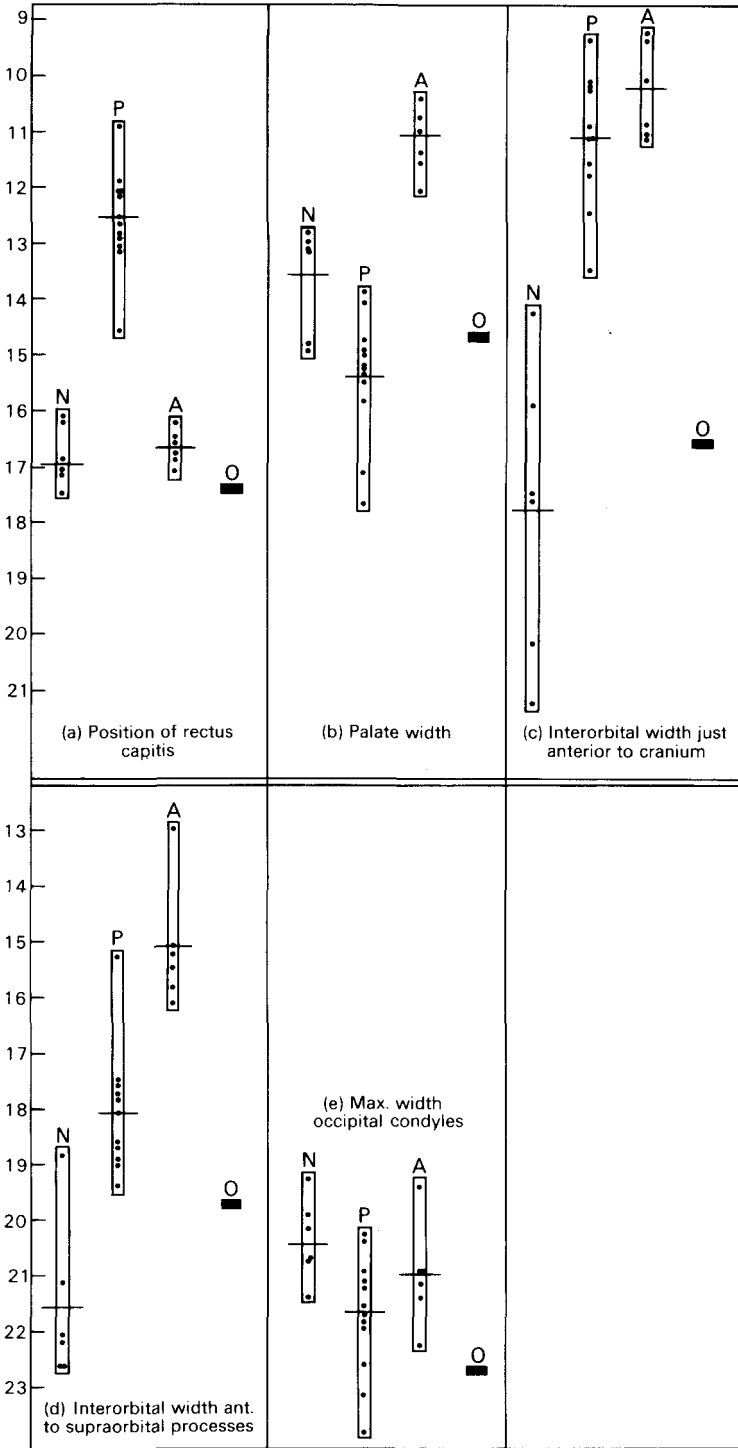 9
10
11
12
13
14
15
16
17
18
19
20
21
P
N
A
O
(a) Position of rectus
capitis
A
N
P
O
(b) Palate width
P
A
N
O
(c) Interorbital width just
anterior to cranium
13
14
15
16
17
18
19
20
21
22
23
A
P
N
O
(d) Interorbital width ant.
to supraorbital processes
(e) Max. width
occipital condyles
N
A
P
O